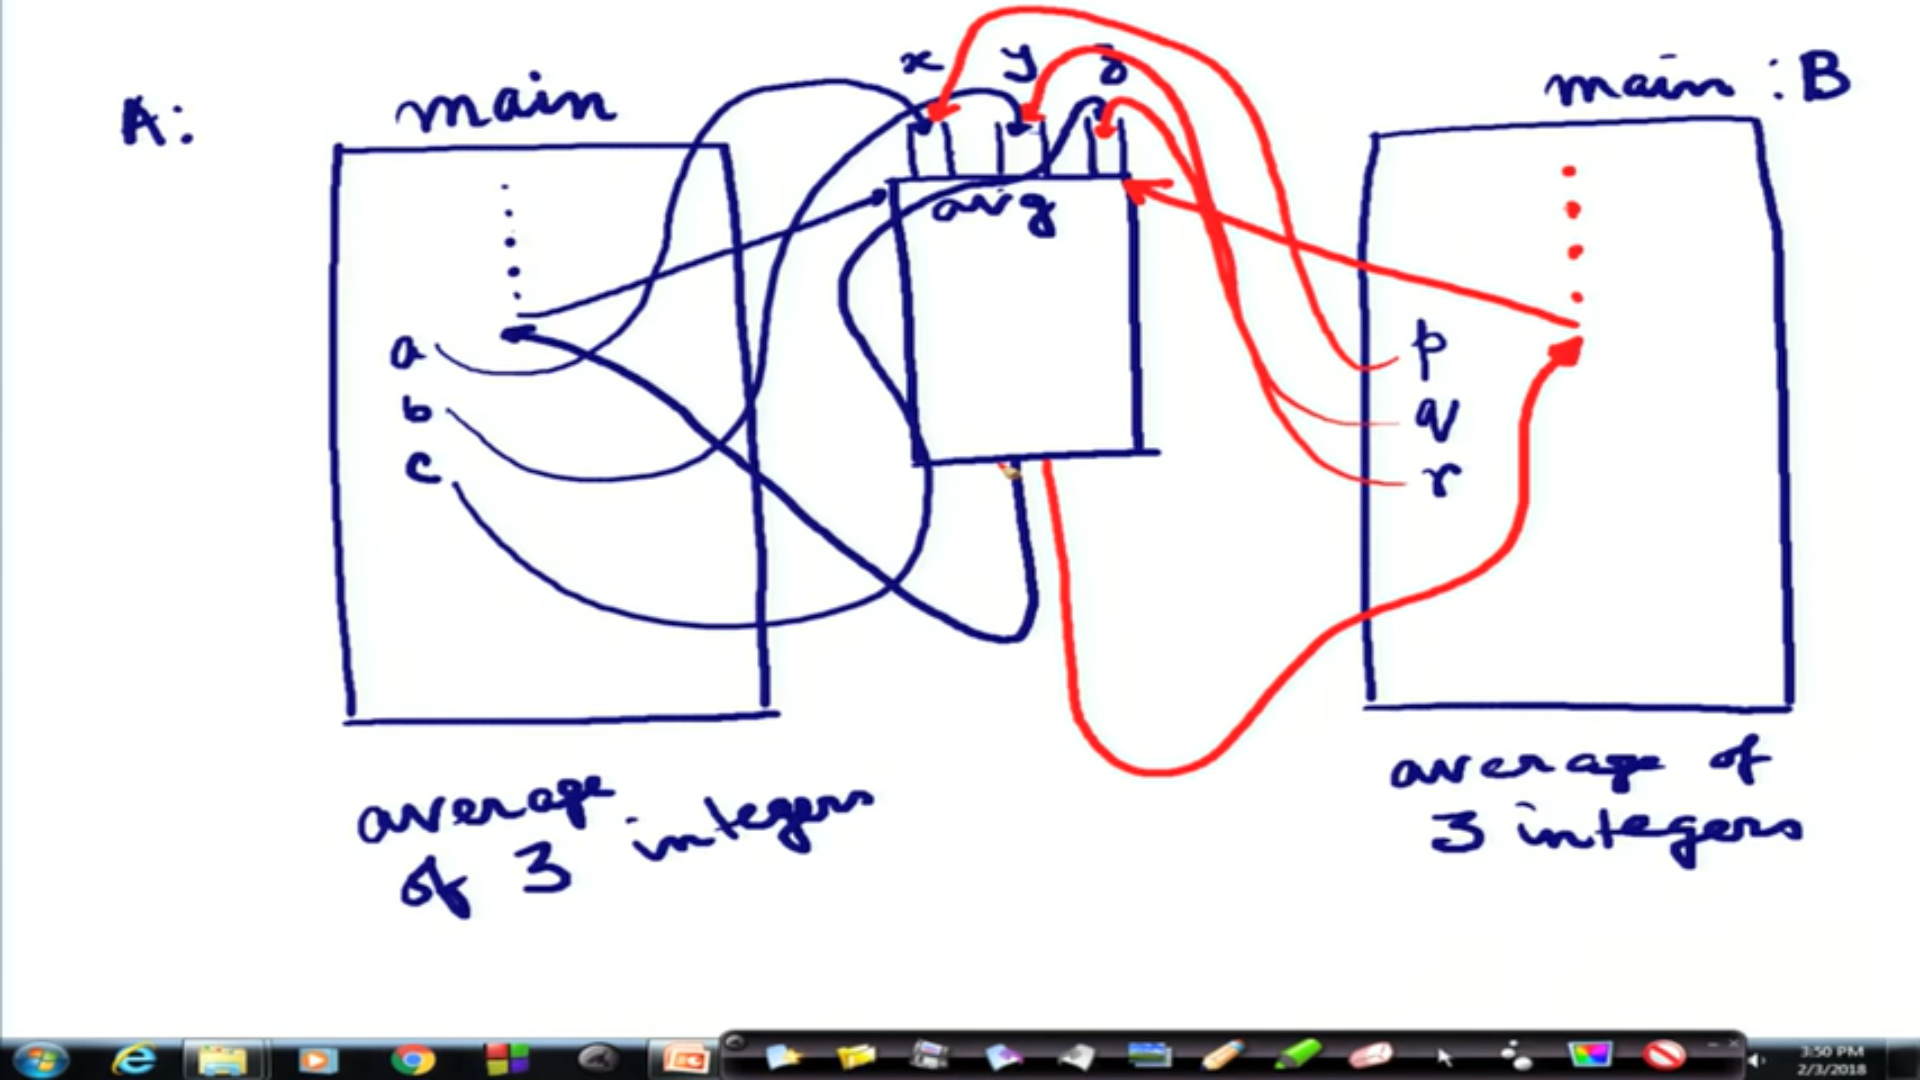 A:
main
x y z
main : B
avg
a
b
c
p
q
r
average
of 3 integers
average of
3 integers
3:50 PM
2/3/2018